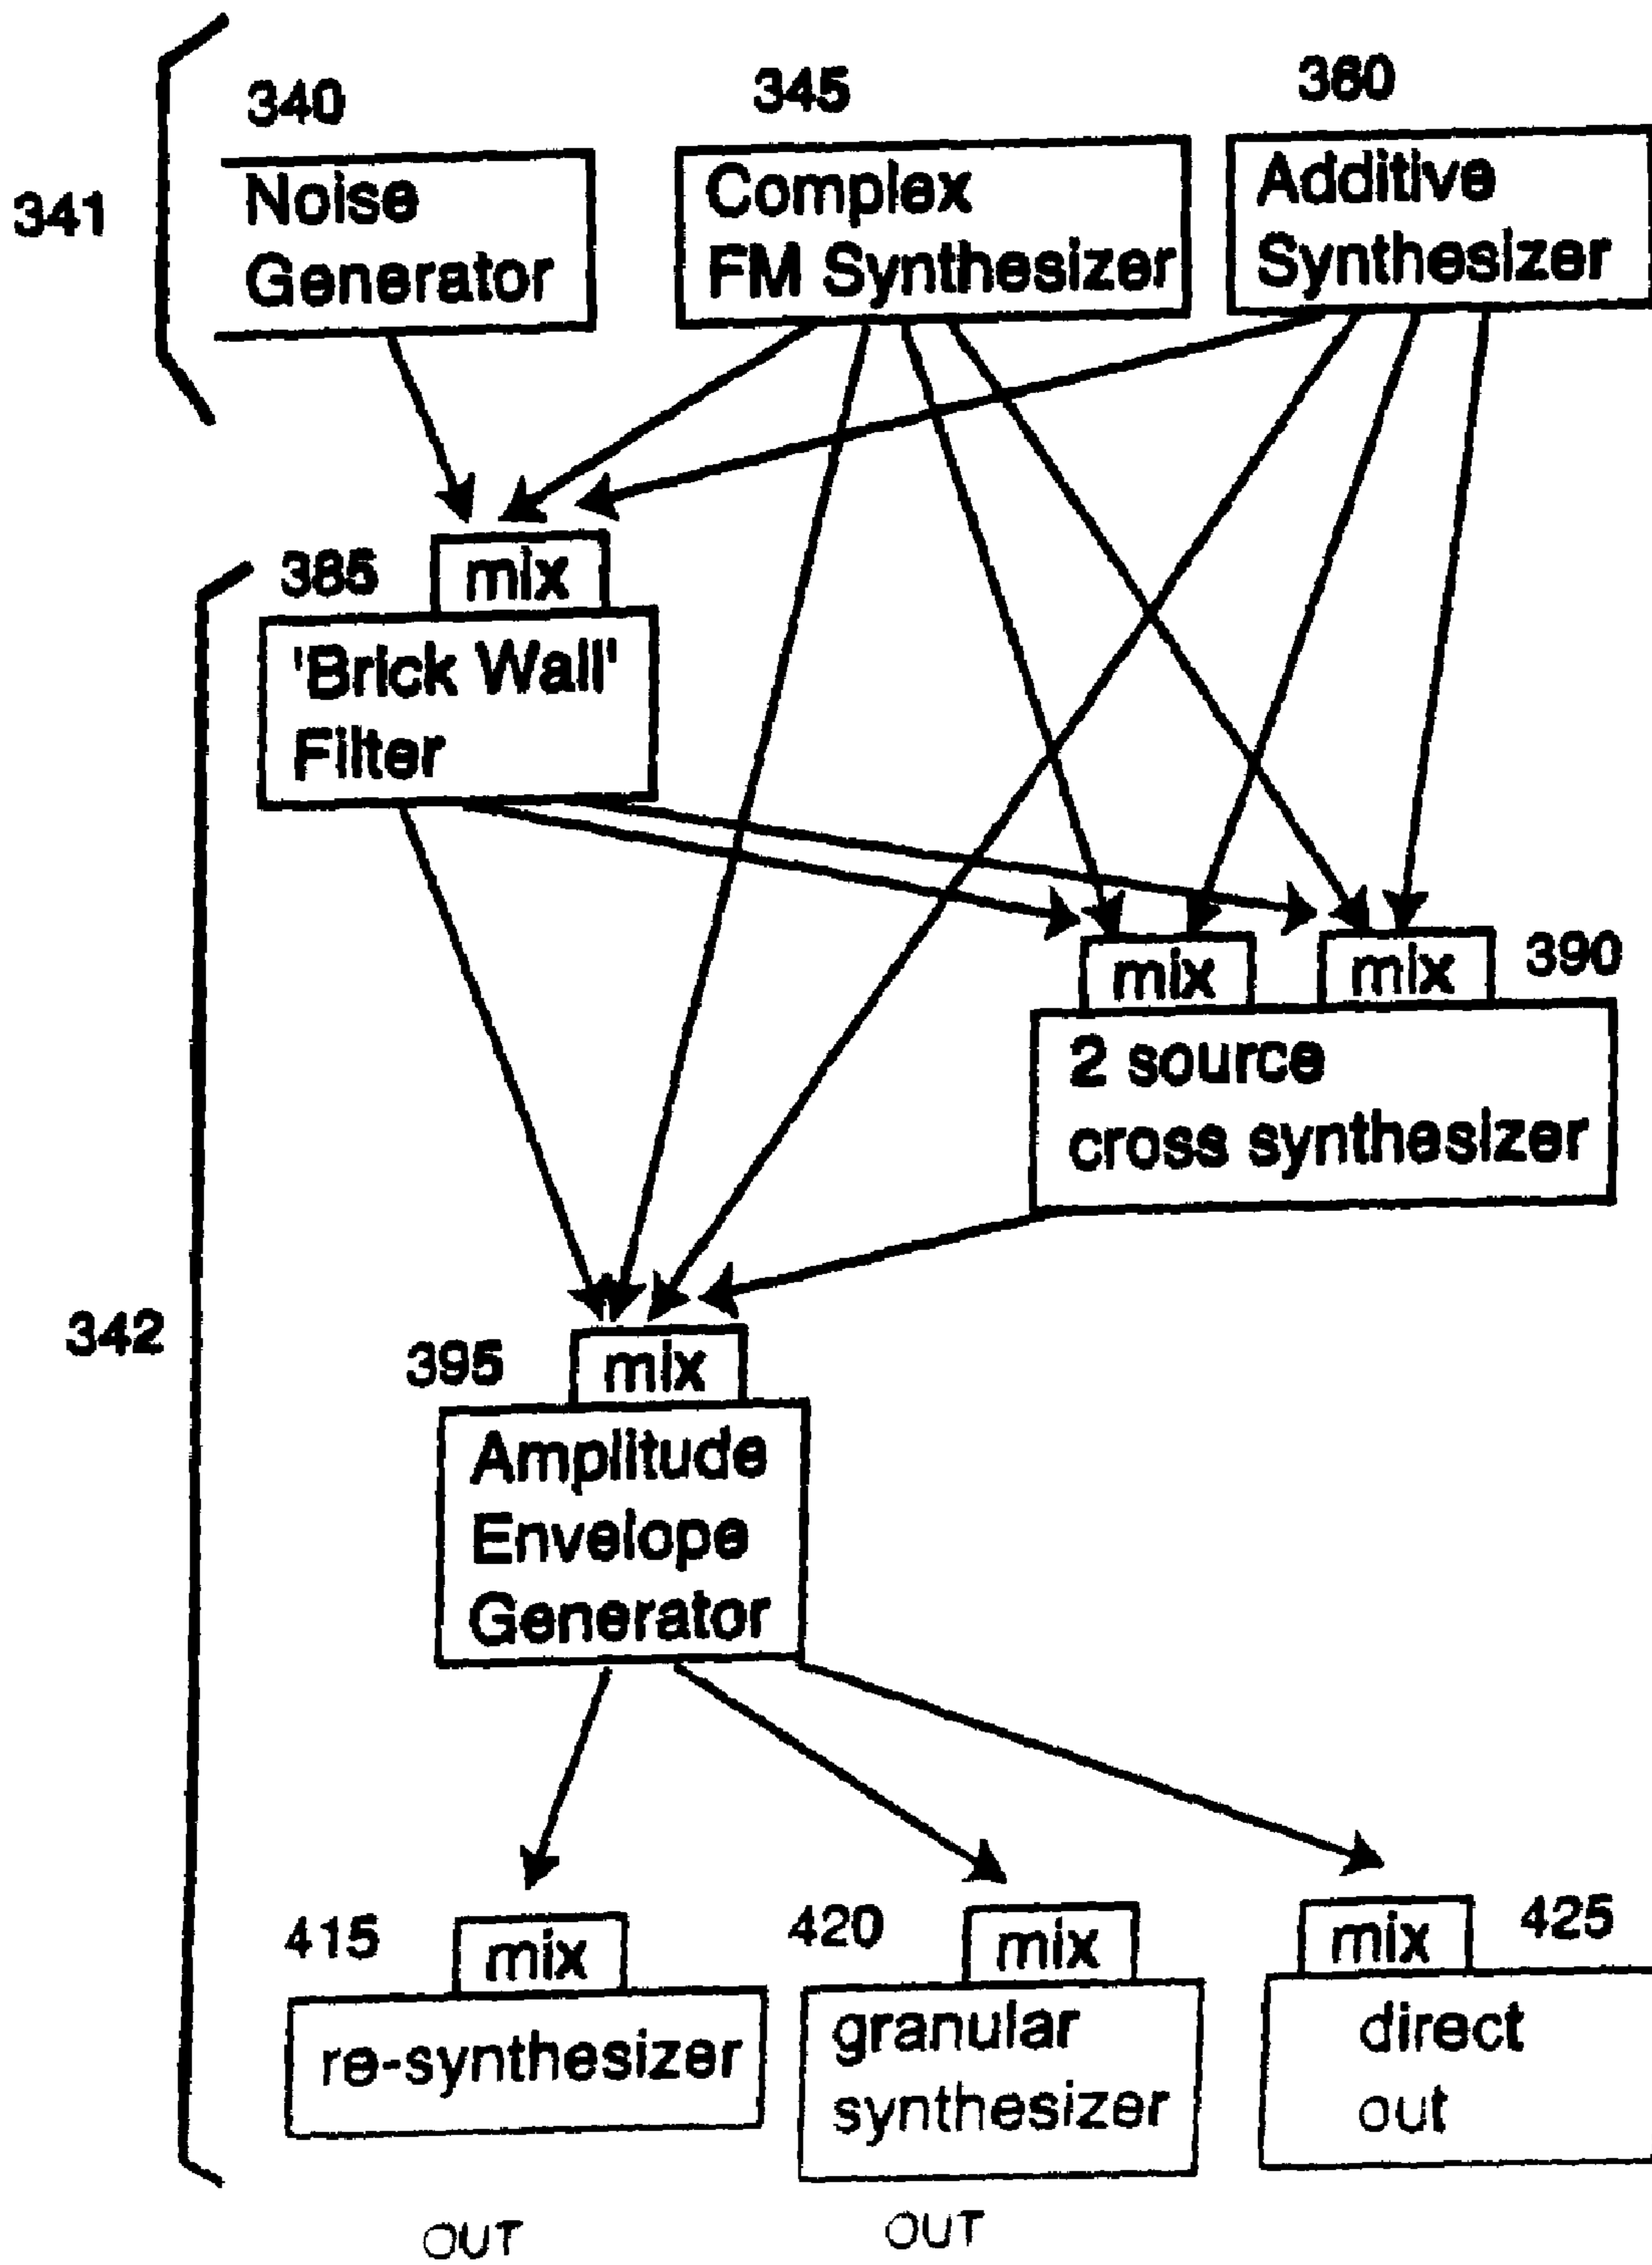 340
345
360
341
Noise
Generator
Complex
FM Synthesizer
Additive
Synthesizer
385
mix
'Brick Wall'
Filter
mix
mix
390
2 source
cross synthesizer
342
395
mix
Amplitude
Envelope
Generator
415
mix
re-synthesizer
420
mix
granular
synthesizer
mix
425
direct
out
OUT
OUT